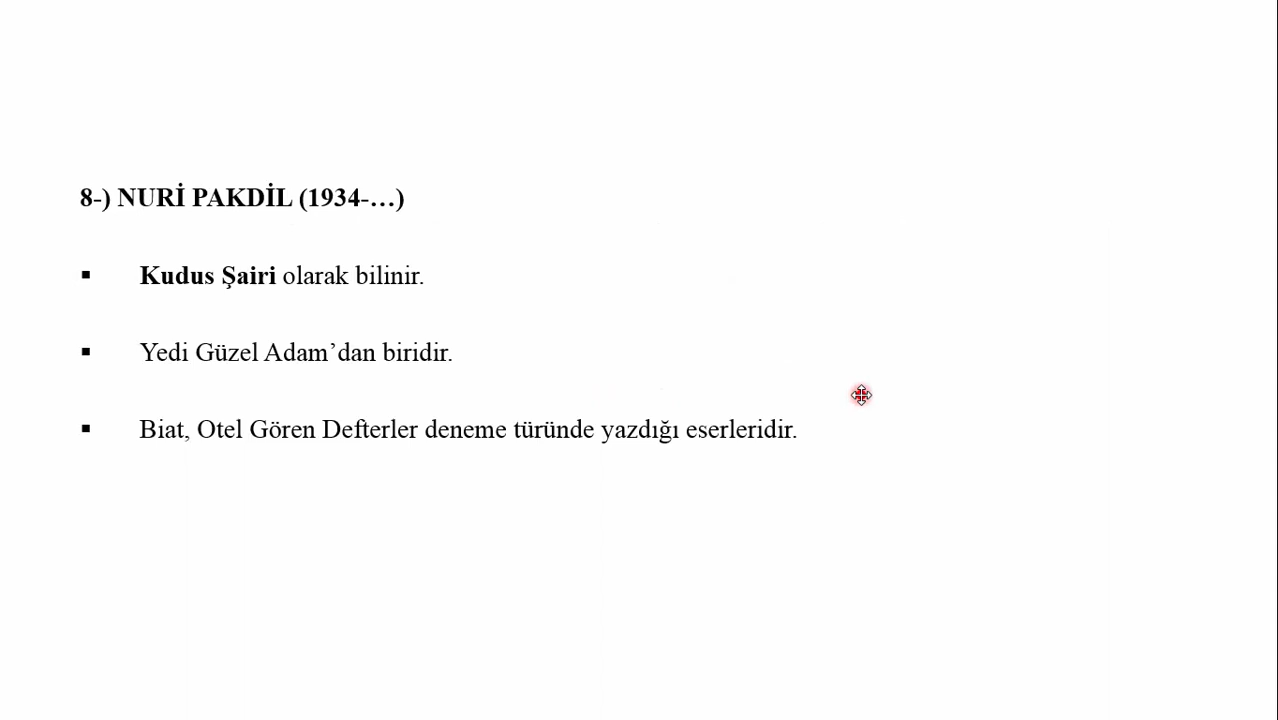 8-) NURİ PAKDİL (1934-…)
▪ Kudus Şairi olarak bilinir.
▪ Yedi Güzel Adam’dan biridir.
▪ Biat, Otel Gören Defterler deneme türünde yazdığı eserleridir.